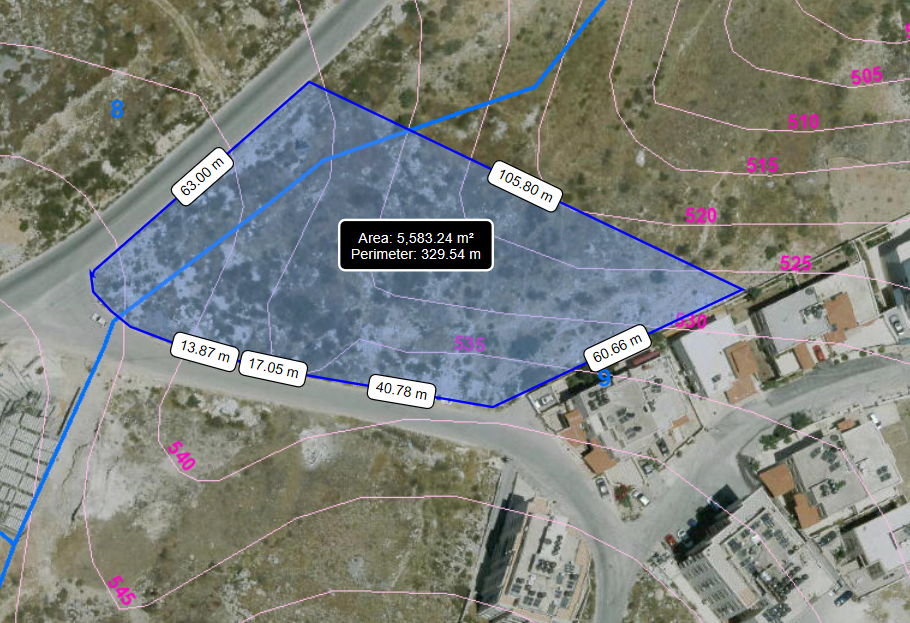 505
8
510
515
63.00 m
105.80 m
520
Area: 5,583.24 m²
Perimeter: 329.54 m
525
530
535
13.87 m
60.66 m
17.05 m
9
40.78 m
540
545